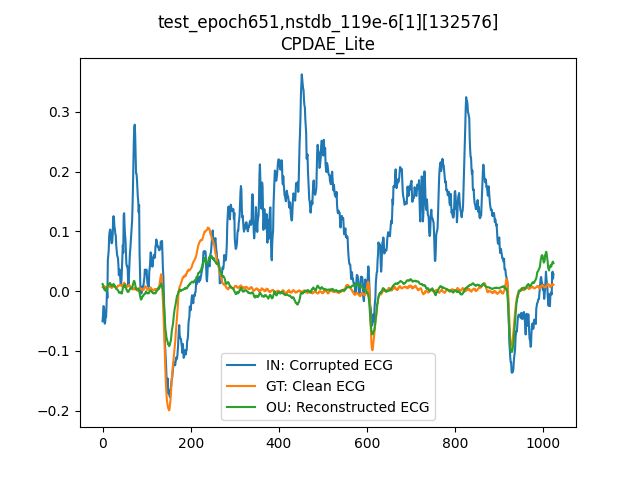 test_epoch651,nstdb_119e-6[1][132576]
CPDAE_Lite
0.3
0.2
0.1
0.0
−0.1
−0.2
IN: Corrupted ECG
GT: Clean ECG
OU: Reconstructed ECG
0 200 400 600 800 1000